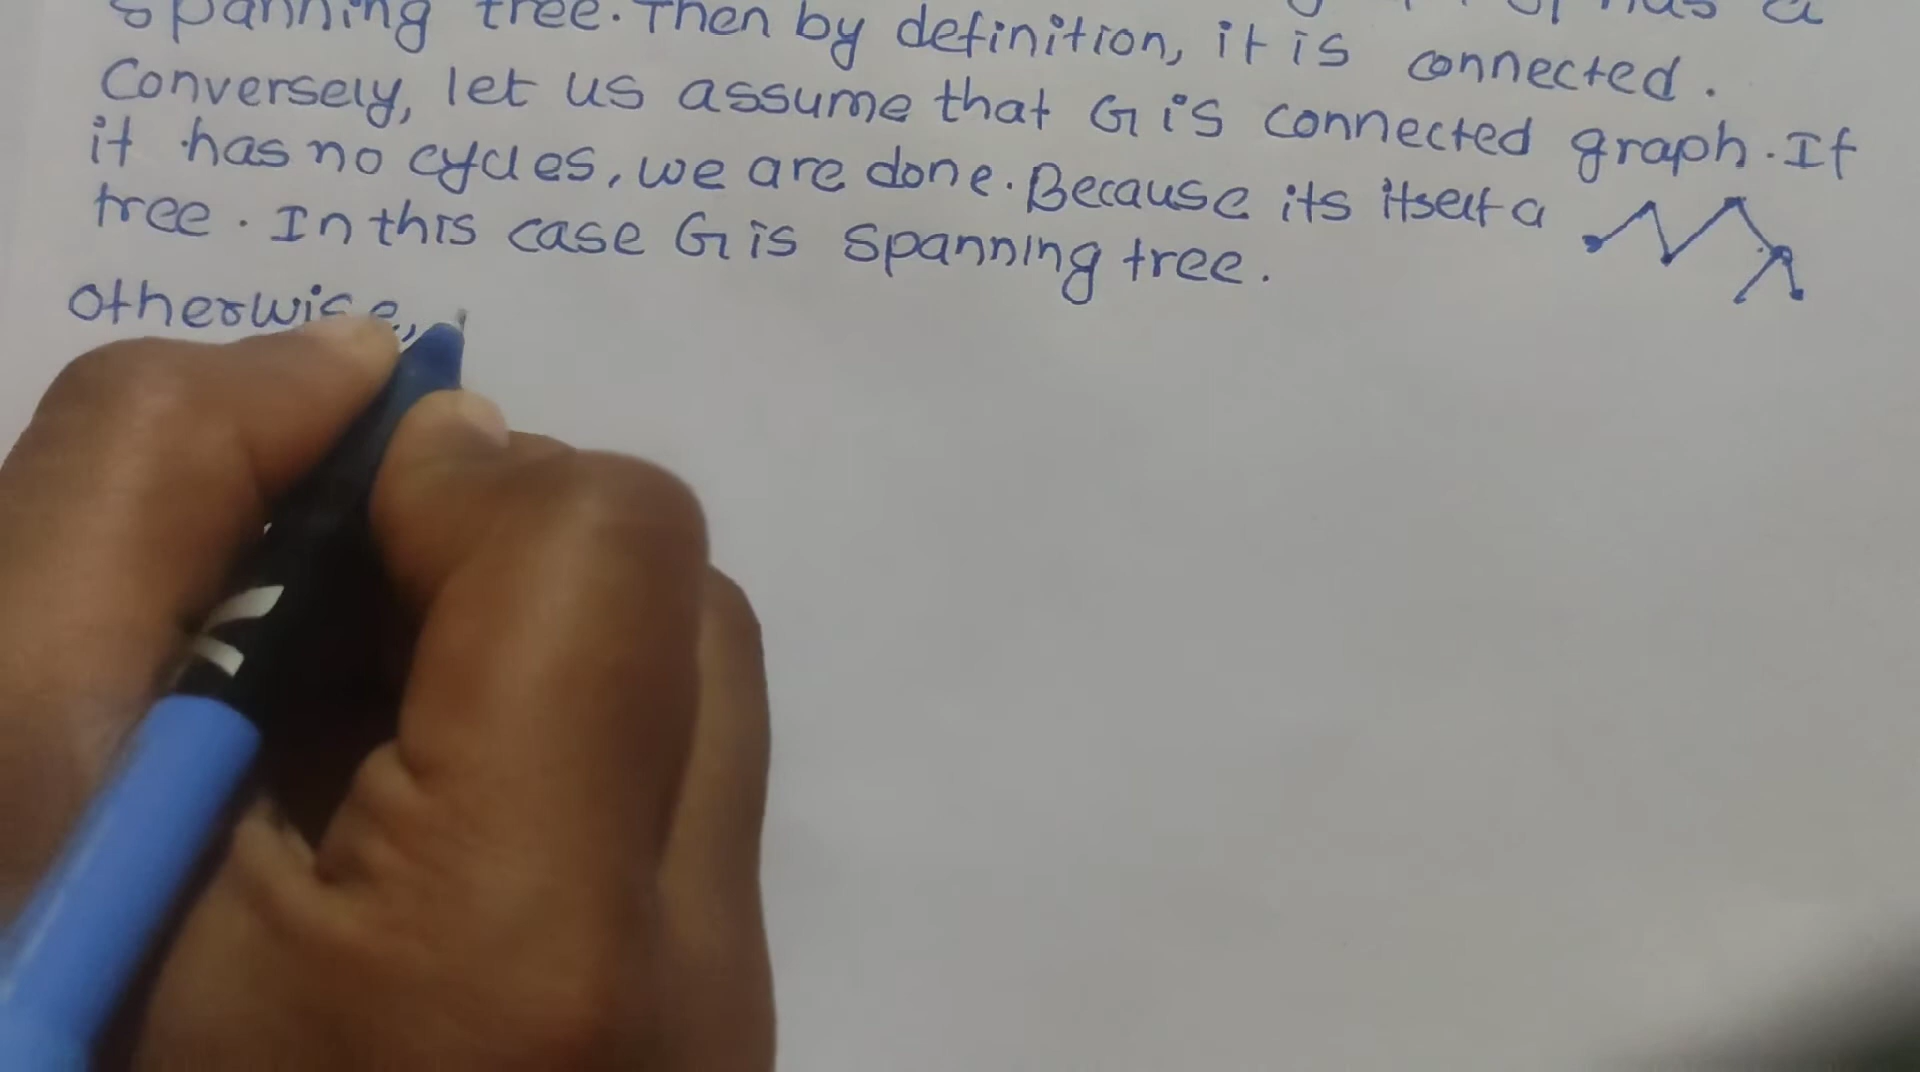 spanning tree. Then by definition, it is connected.
Conversely, let us assume that G is connected graph. If
it has no cycles, we are done. Because its itself a
tree. In this case G is spanning tree.
otherwise,